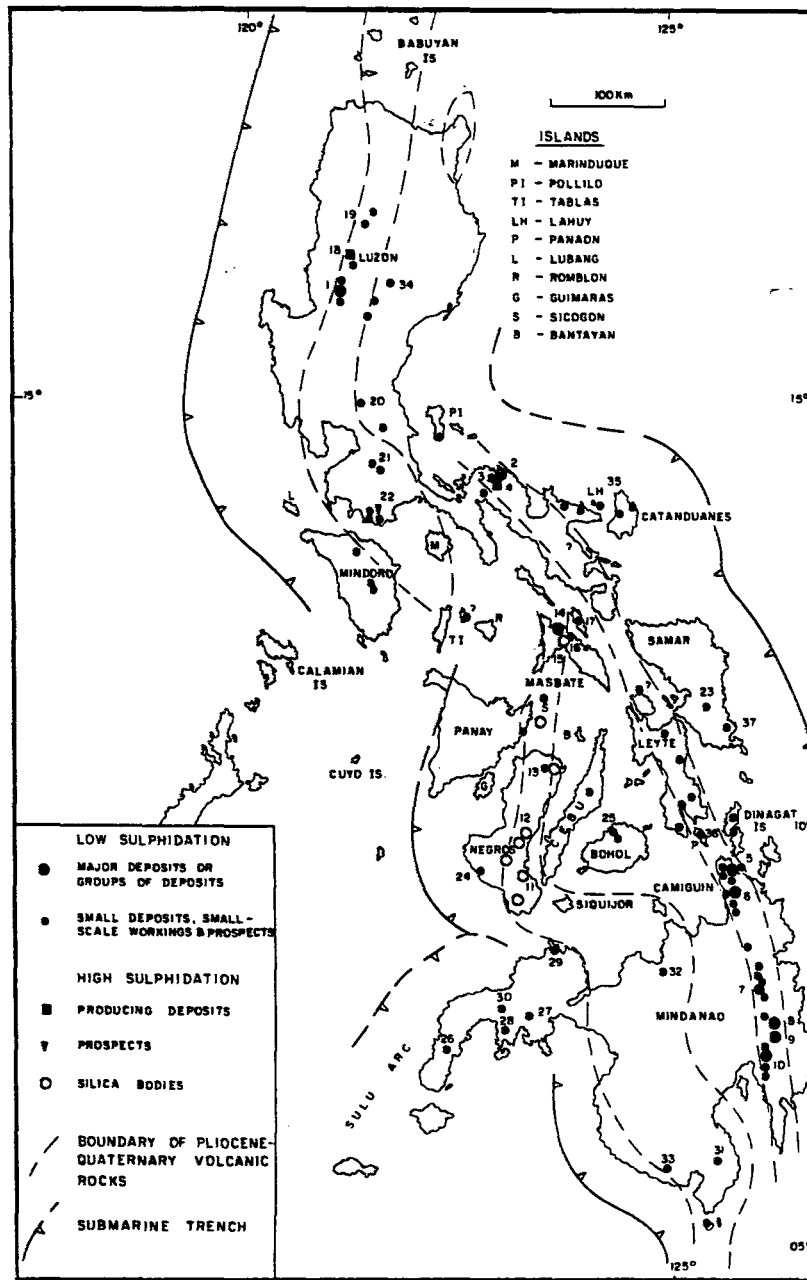 120°
125°
BABUYAN
IS
100Km
ISLANDS
M - MARINDUQUE
PI - POLLILO
TI - TABLAS
LH - LAHUY
P - PANAON
L - LUBANG
R - ROMBLON
G - GUIMARAS
S - SICOGON
B - BANTAYAN
19
18
LUZON
1
34
15°
15°
20
PI
21
2
3
4
LH
35
CATANDUANES
22
L
M
?
MINDORO
?
R
TI
14
17
16
15
SAMAR
CALAMIAN
IS
MASBATE
?
23
S
37
PANAY
B
LEYTE
CUYO IS.
G
13
CEBU
DINAGAT
IS
10°
12
25
36
P
NEGROS
BOHOL
5
24
11
CAMIGUIN
6
SIQUIJOR
29
32
7
30
MINDANAO
28
27
8
9
26
10
SULU ARC
33
31
05°
125°
LOW SULPHIDATION
MAJOR DEPOSITS OR
GROUPS OF DEPOSITS
SMALL DEPOSITS, SMALL-
SCALE WORKINGS & PROSPECTS
HIGH SULPHIDATION
PRODUCING DEPOSITS
PROSPECTS
SILICA BODIES
BOUNDARY OF PLIOCENE-
QUATERNARY VOLCANIC
ROCKS
SUBMARINE TRENCH